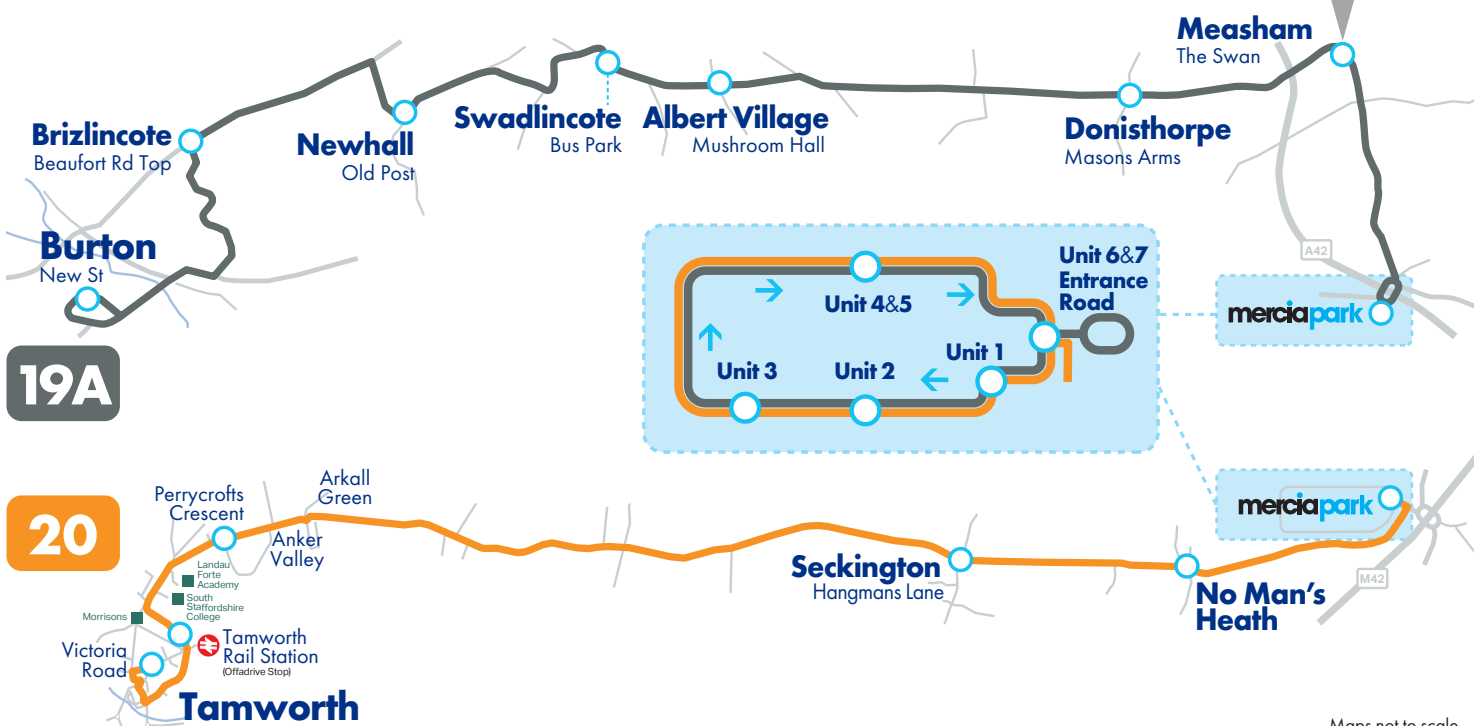 Measham
The Swan
Brizlincote
Beaufort Rd Top
Newhall
Old Post
Swadlincote
Bus Park
Albert Village
Mushroom Hall
Donisthorpe
Masons Arms
Burton
New St
A42
merciapark
19A
Unit 6&7
Entrance
Road
Unit 4&5
Unit 1
Unit 2
Unit 3
20
Perrycrofts
Crescent
Arkall
Green
Anker
Valley
Landau
Forte
Academy
South
Staffordshire
College
Morrisons
Victoria
Road
Tamworth
Rail Station
(Offadrive Stop)
Tamworth
Seckington
Hangmans Lane
No Man's
Heath
merciapark
M42
Maps not to scale